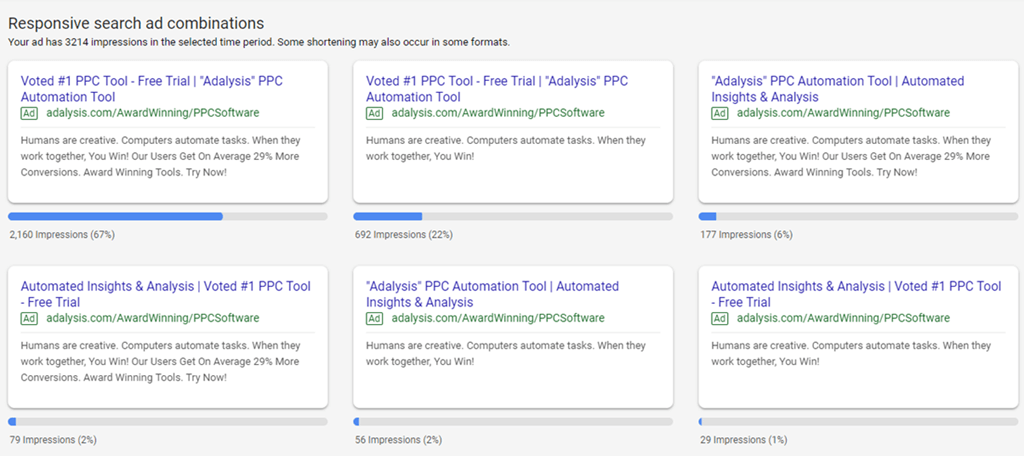 Responsive search ad combinations
Your ad has 3214 impressions in the selected time period. Some shortening may also occur in some formats.
Voted #1 PPC Tool - Free Trial | "Adalysis" PPC
Automation Tool
Ad adalysis.com/AwardWinning/PPCSoftware
Humans are creative. Computers automate tasks. When they
work together, You Win! Our Users Get On Average 29% More
Conversions. Award Winning Tools. Try Now!
2,160 Impressions (67%)
Voted #1 PPC Tool - Free Trial | "Adalysis" PPC
Automation Tool
Ad adalysis.com/AwardWinning/PPCSoftware
Humans are creative. Computers automate tasks. When they
work together, You Win!
692 Impressions (22%)
"Adalysis" PPC Automation Tool | Automated
Insights & Analysis
Ad adalysis.com/AwardWinning/PPCSoftware
Humans are creative. Computers automate tasks. When they
work together, You Win! Our Users Get On Average 29% More
Conversions. Award Winning Tools. Try Now!
177 Impressions (6%)
Automated Insights & Analysis | Voted #1 PPC Tool
- Free Trial
Ad adalysis.com/AwardWinning/PPCSoftware
Humans are creative. Computers automate tasks. When they
work together, You Win! Our Users Get On Average 29% More
Conversions. Award Winning Tools. Try Now!
79 Impressions (2%)
"Adalysis" PPC Automation Tool | Automated
Insights & Analysis
Ad adalysis.com/AwardWinning/PPCSoftware
Humans are creative. Computers automate tasks. When they
work together, You Win!
56 Impressions (2%)
Automated Insights & Analysis | Voted #1 PPC Tool
- Free Trial
Ad adalysis.com/AwardWinning/PPCSoftware
Humans are creative. Computers automate tasks. When they
work together, You Win!
29 Impressions (1%)